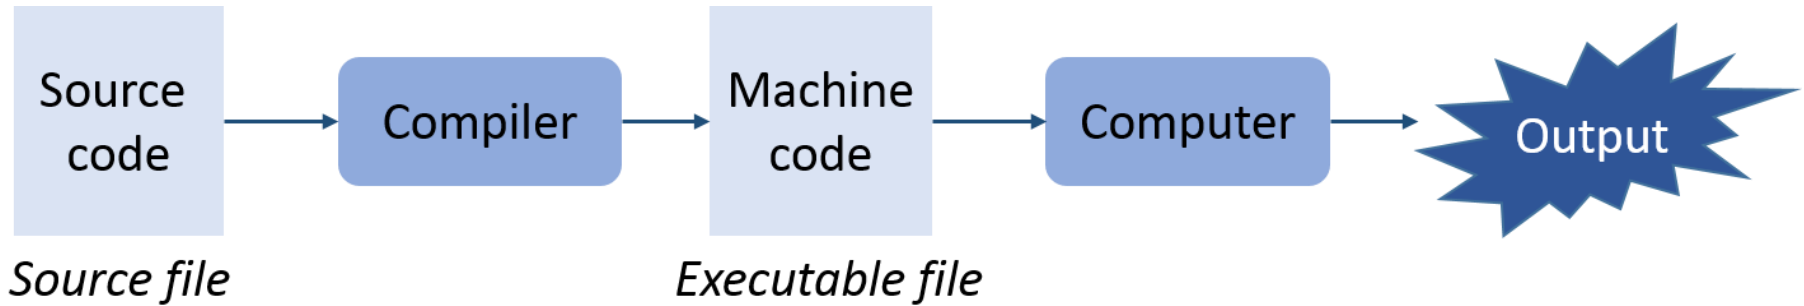 Source
code
Compiler
Machine
code
Computer
Output
Source file
Executable file